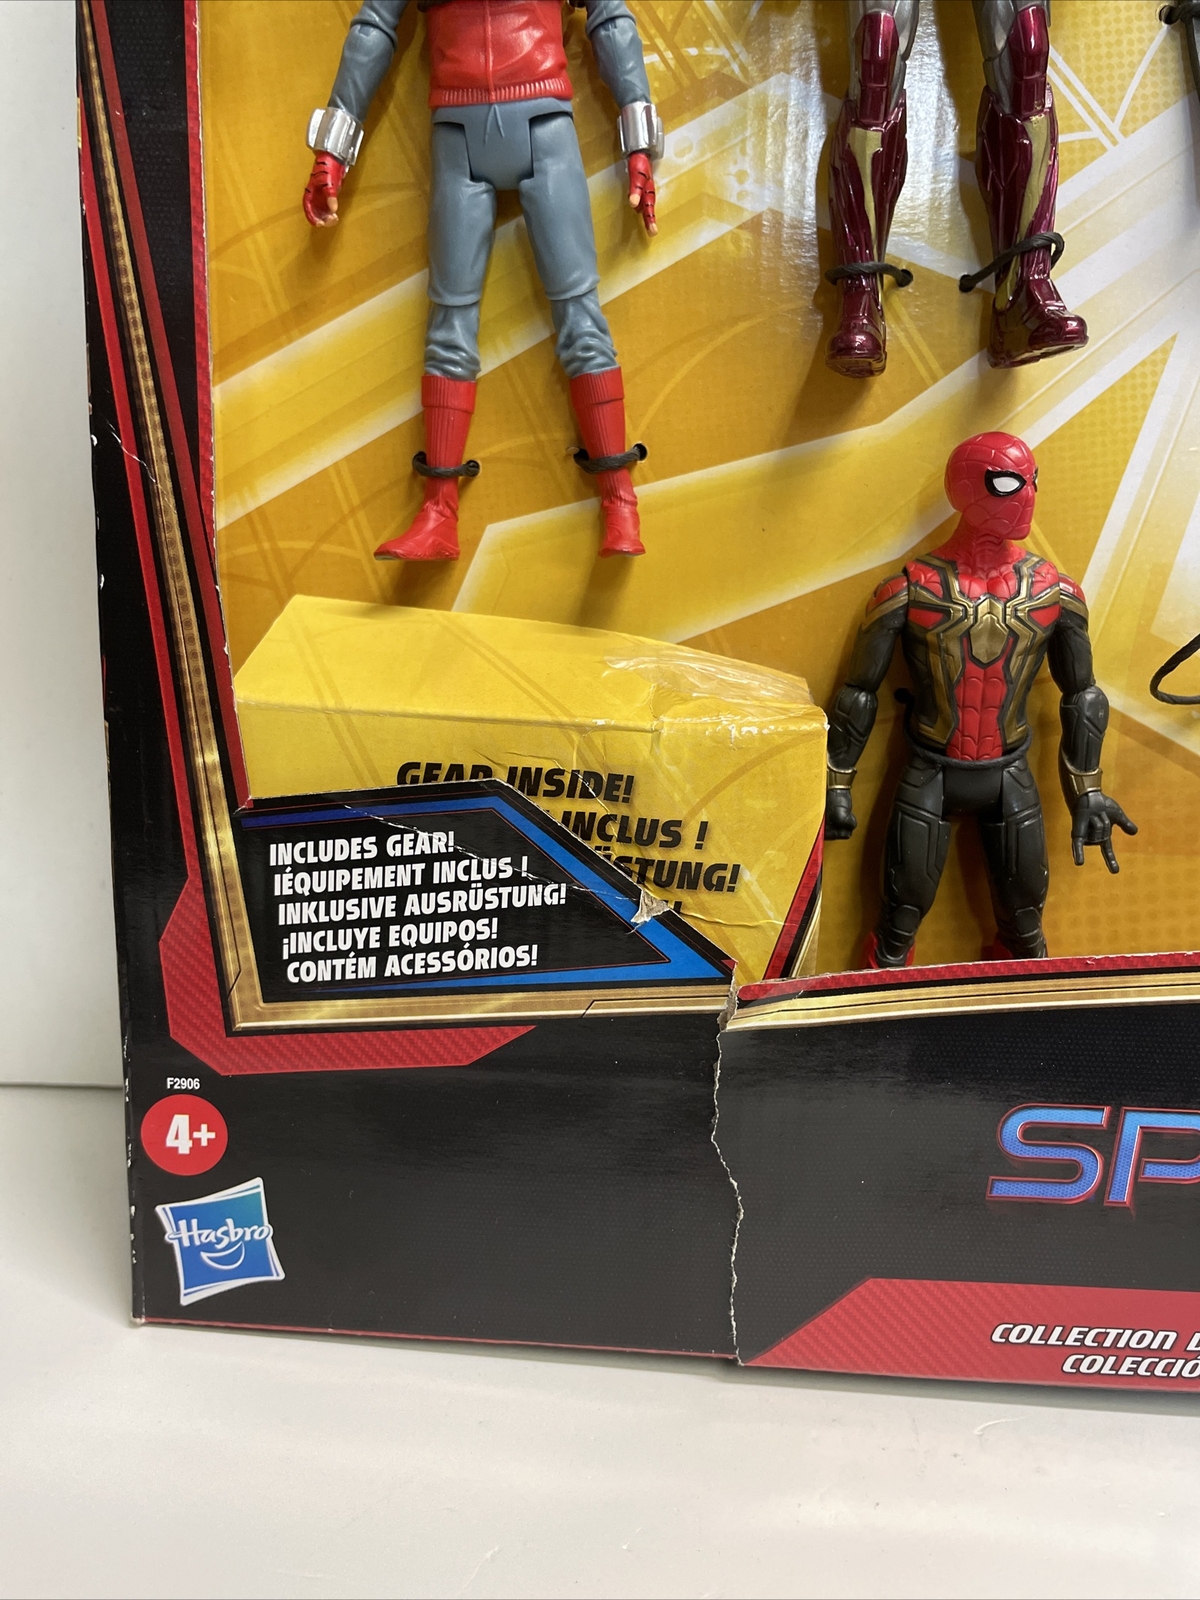 GEAR INSIDE!
INCLUS !
STUNG!
INCLUDES GEAR!
IÉQUIPEMENT INCLUS !
INKLUSIVE AUSRÜSTUNG!
¡INCLUYE EQUIPOS!
CONTÉM ACESSÓRIOS!
F2906
4+
Hasbro
SP
COLLECTION D
COLECCIÓ